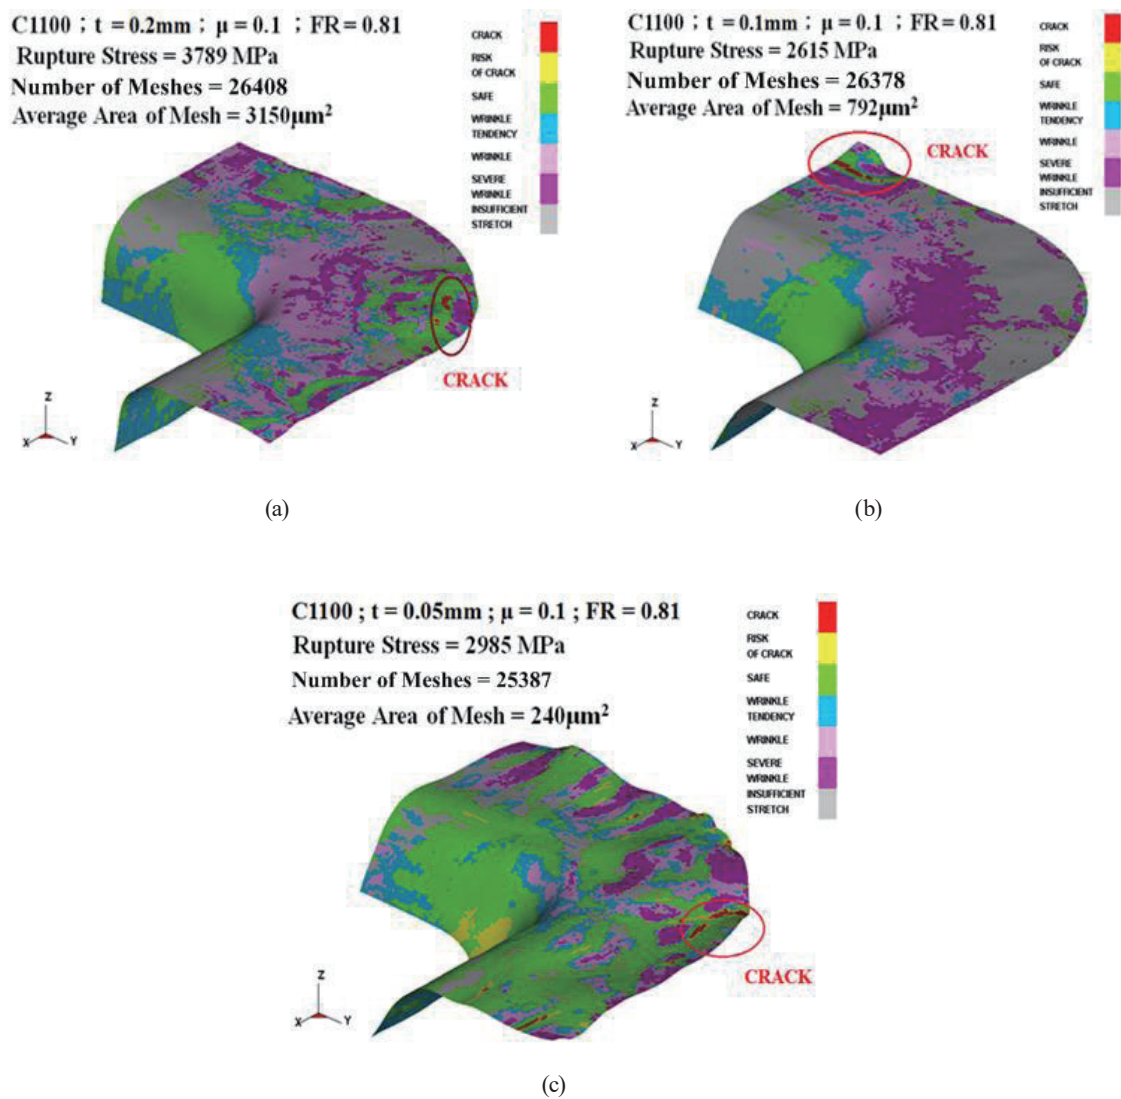 C1100 ; t = 0.2mm ; μ = 0.1 ; FR = 0.81
Rupture Stress = 3789 MPa
Number of Meshes = 26408
Average Area of Mesh = 3150μm²
CRACK
RISK
OF CRACK
SAFE
WRINKLE
TENDENCY
WRINKLE
SEVERE
WRINKLE
INSUFFICIENT
STRETCH
CRACK
Z
X
Y
(a)
C1100 ; t = 0.1mm ; μ = 0.1 ; FR = 0.81
Rupture Stress = 2615 MPa
Number of Meshes = 26378
Average Area of Mesh = 792μm²
CRACK
RISK
OF CRACK
SAFE
WRINKLE
TENDENCY
WRINKLE
SEVERE
WRINKLE
INSUFFICIENT
STRETCH
CRACK
Z
X
Y
(b)
C1100 ; t = 0.05mm ; μ = 0.1 ; FR = 0.81
Rupture Stress = 2985 MPa
Number of Meshes = 25387
Average Area of Mesh = 240μm²
CRACK
RISK
OF CRACK
SAFE
WRINKLE
TENDENCY
WRINKLE
SEVERE
WRINKLE
INSUFFICIENT
STRETCH
CRACK
Z
X
Y
(c)